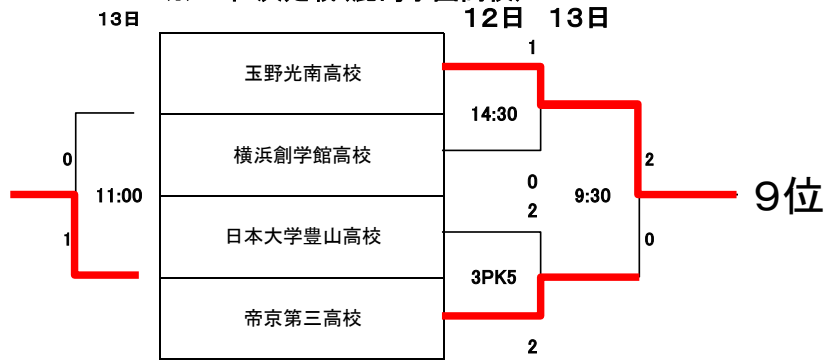 13日
12日 13日
1
玉野光南高校
14:30
横浜創学館高校
0
2
11:00
0
9:30
9位
2
日本大学豊山高校
1
0
3PK5
帝京第三高校
2